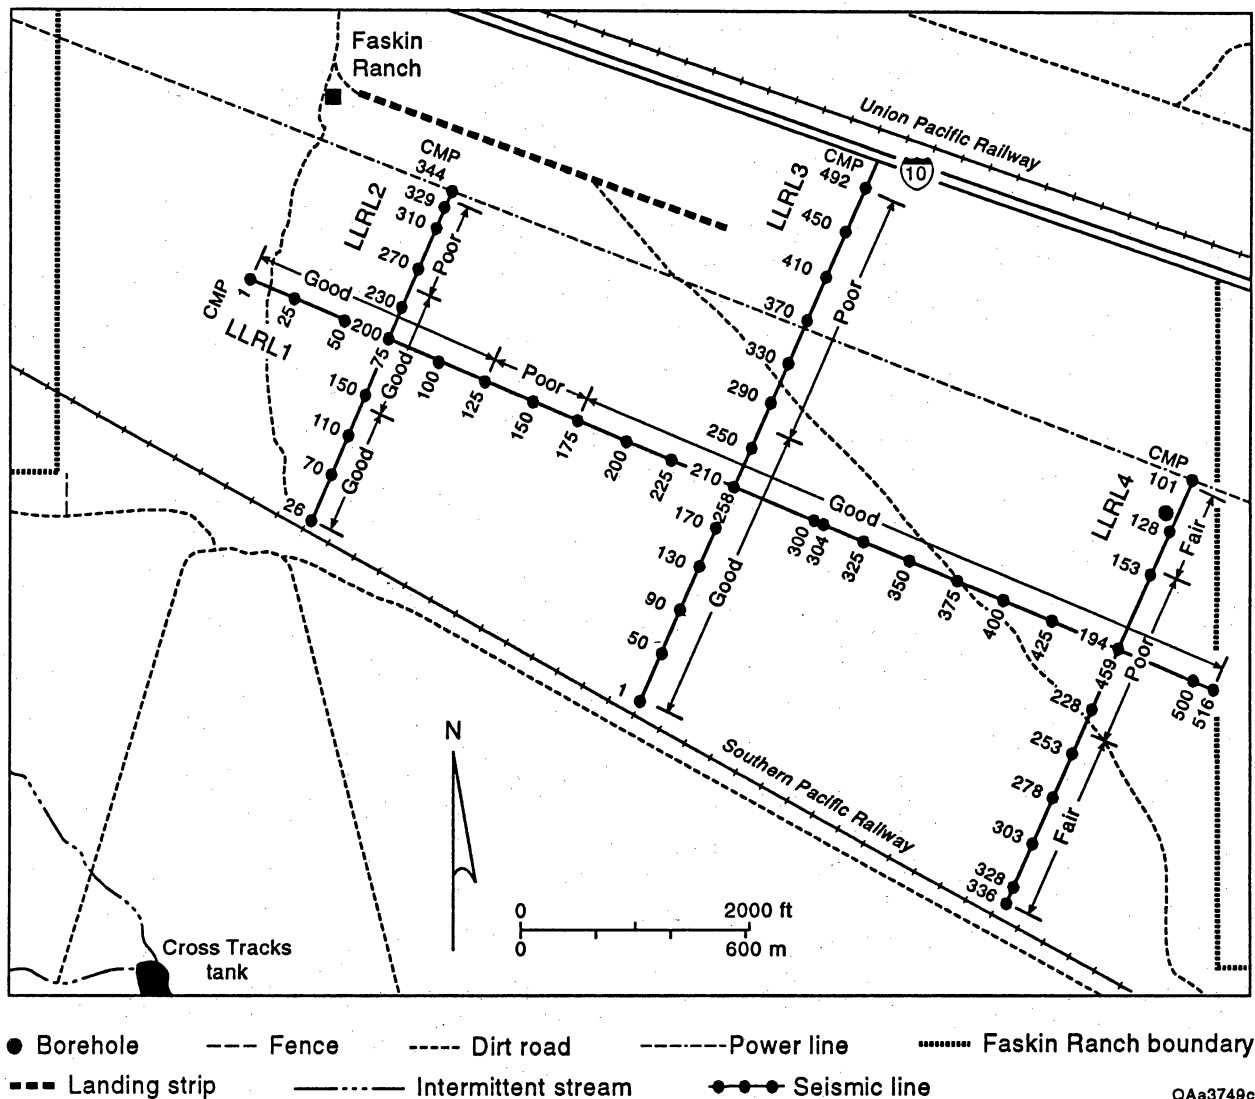 Faskin
Ranch
Union Pacific Railway
10
CMP
344
329
310
270
230
200
150
110
70
26
LLRL2
Poor
Good
Good
CMP
1
25
50
75
100
125
150
175
200
225
258
300
304
325
350
375
400
425
459
500
516
LLRL1
Good
Poor
Good
CMP
492
450
410
370
330
290
250
210
170
130
90
50
1
LLRL3
Poor
Good
CMP
101
128
153
194
228
253
278
303
328
336
LLRL4
Fair
Poor
Fair
Southern Pacific Railway
N
0 2000 ft
0 600 m
Cross Tracks
tank
Borehole Fence Dirt road Power line Faskin Ranch boundary
Landing strip Intermittent stream Seismic line
QAa3749c